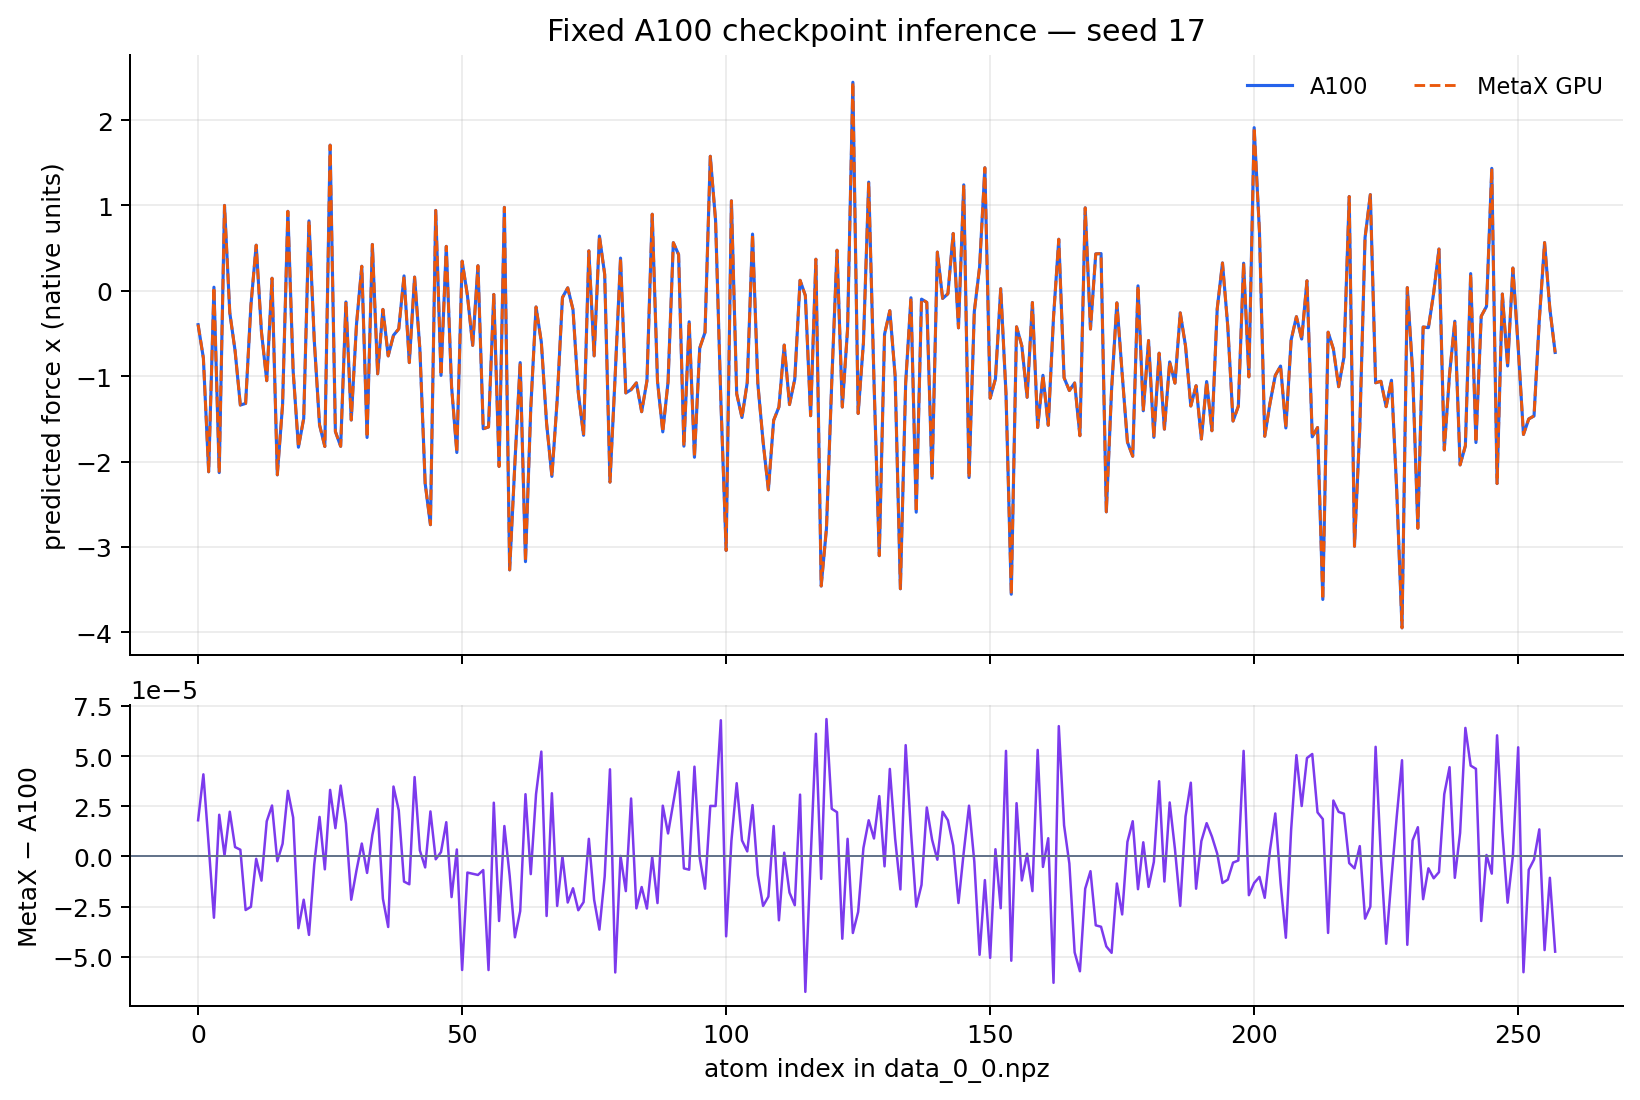 Fixed A100 checkpoint inference — seed 17
A100
MetaX GPU
predicted force x (native units)
2
1
0
−1
−2
−3
−4
1e−5
MetaX − A100
7.5
5.0
2.5
0.0
−2.5
−5.0
0
50
100
150
200
250
atom index in data_0_0.npz